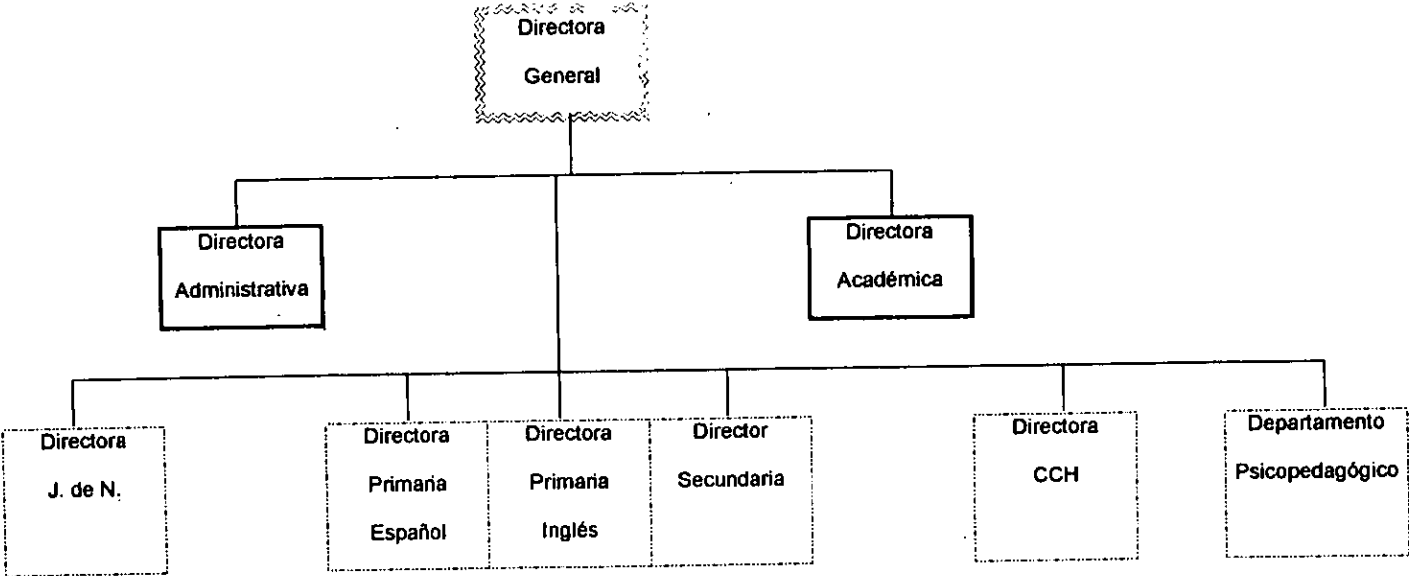 Directora
General
Directora
Administrativa
Directora
Académica
Directora
J. de N.
Directora
Primaria
Español
Directora
Primaria
Inglés
Director
Secundaria
Directora
CCH
Departamento
Psicopedagógico